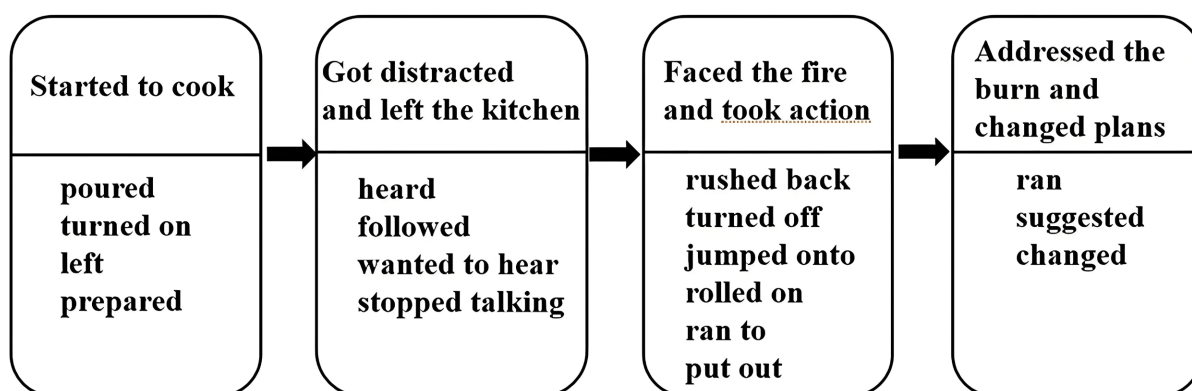 Started to cook
poured
turned on
left
prepared
Got distracted
and left the kitchen
heard
followed
wanted to hear
stopped talking
Faced the fire
and took action
rushed back
turned off
jumped onto
rolled on
ran to
put out
Addressed the
burn and
changed plans
ran
suggested
changed